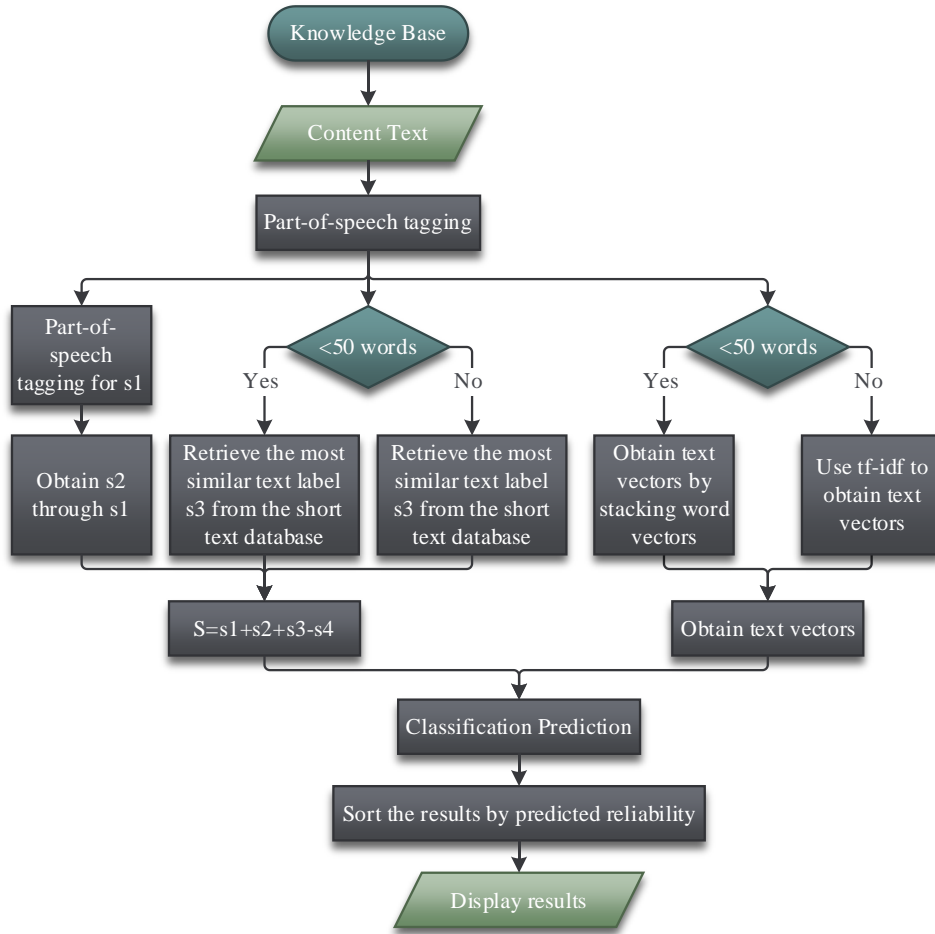 Knowledge Base
Content Text
Part-of-speech tagging
Part-of-
speech
tagging for s1
<50 words
<50 words
Yes
No
Yes
No
Obtain s2
through s1
Retrieve the most
similar text label
s3 from the short
text database
Retrieve the most
similar text label
s3 from the short
text database
Obtain text
vectors by
stacking word
vectors
Use tf-idf to
obtain text
vectors
S=s1+s2+s3-s4
Obtain text vectors
Classification Prediction
Sort the results by predicted reliability
Display results